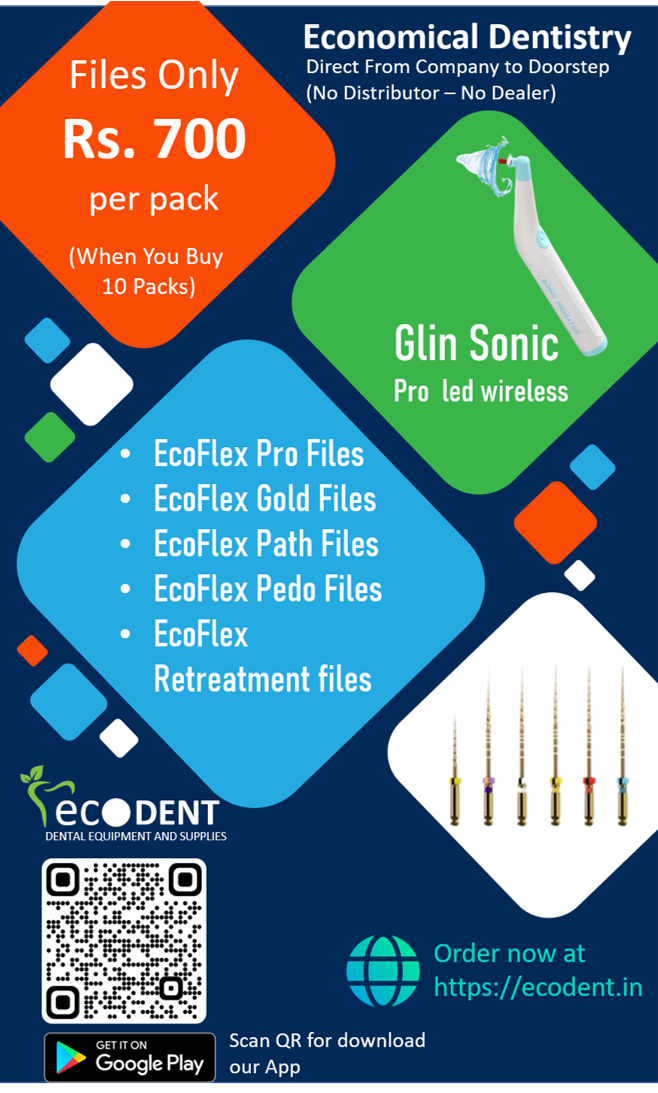 Files Only
Rs. 700
per pack
(When You Buy
10 Packs)
Economical Dentistry
Direct From Company to Doorstep
(No Distributor – No Dealer)
Glin Sonic
Pro led wireless
• EcoFlex Pro Files
• EcoFlex Gold Files
• EcoFlex Path Files
• EcoFlex Pedo Files
• EcoFlex
Retreatment files
ecoDENT
DENTAL EQUIPMENT AND SUPPLIES
Order now at
https://ecodent.in
GET IT ON
Google Play
Scan QR for download
our App